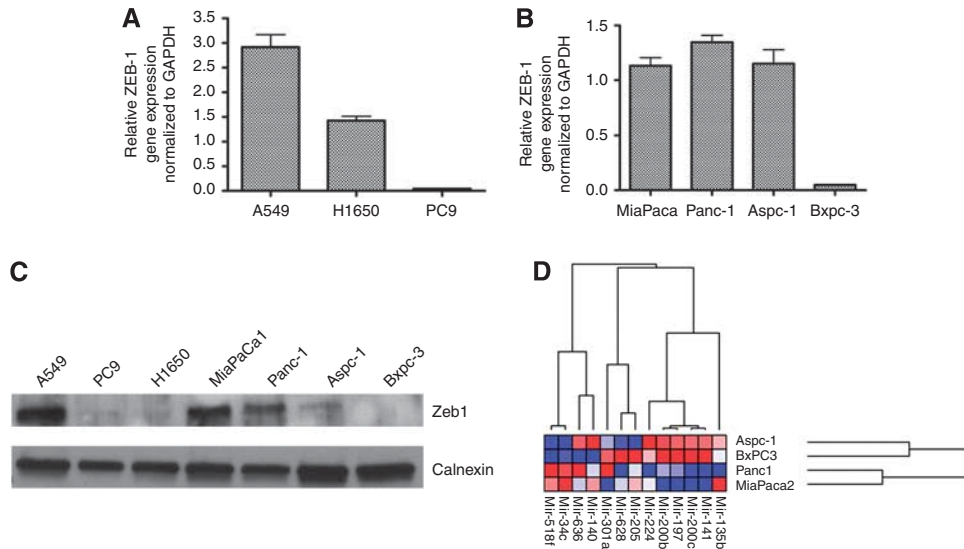 A
Relative ZEB-1
gene expression
normalized to GAPDH
3.5
3.0
2.5
2.0
1.5
1.0
0.5
0.0
A549 H1650 PC9
B
Relative ZEB-1
gene expression
normalized to GAPDH
1.5
1.0
0.5
0.0
MiaPaca Panc-1 Aspc-1 Bxpc-3
C
A549 PC9 H1650 MiaPaCa1 Panc-1 Aspc-1 Bxpc-3
Zeb1
Calnexin
D
Aspc-1
BxPC3
Panc1
MiaPaca2
Mir-518f
Mir-34c
Mir-636
Mir-140
Mir-301a
Mir-628
Mir-205
Mir-224
Mir-200b
Mir-197
Mir-200c
Mir-141
Mir-135b